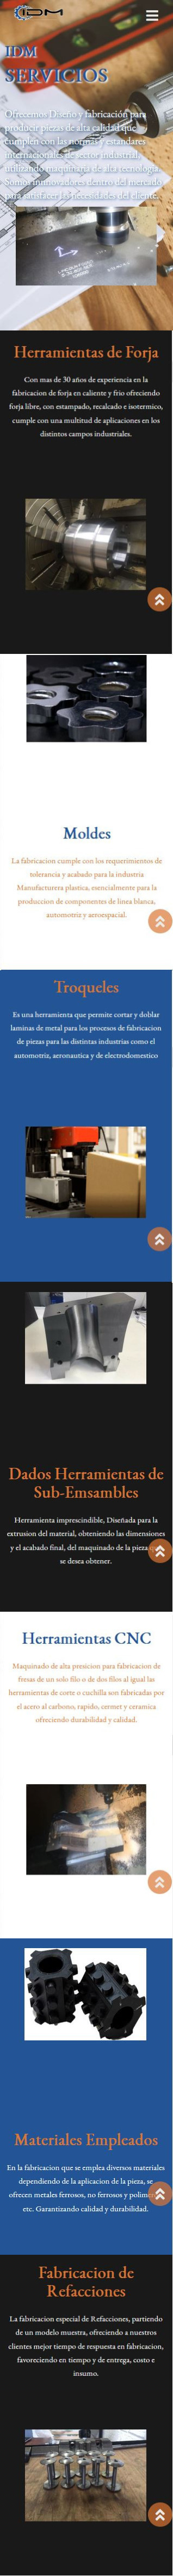 IDM
IDM
SERVICIOS
Ofrecemos Diseño y fabricación para
producir piezas de alta calidad que
cumplen con las normas y estandares
internacionales de sector industrial,
utilizando maquinaria de alta tecnología.
Somos innovadores dentro del mercado
para satisfacer las necesidades del cliente.
Herramientas de Forja
Con mas de 30 años de experiencia en la
fabricacion de forja en caliente y frio ofreciendo
forja libre, con estampado, recalcado e isotermico,
cumple con una multitud de aplicaciones en los
distintos campos industriales.
Moldes
La fabricacion cumple con los requerimientos de
tolerancia y acabado para la industria
Manufacturera plastica, esencialmente para la
produccion de componentes de linea blanca,
automotriz y aeroespacial.
Troqueles
Es una herramienta que permite cortar y doblar
laminas de metal para los procesos de fabricacion
de piezas para las distintas industrias como el
automotriz, aeronautica y de electrodomestico
Dados Herramientas de
Sub-Emsambles
Herramienta imprescindible, Diseñada para la
extrusion del material, obteniendo las dimensiones
y el acabado final, del maquinado de la pieza
se desea obtener.
Herramientas CNC
Maquinado de alta presicion para fabricacion de
fresas de un solo filo o de dos filos al igual las
hertamientas de corte o cuchilla son fabricadas por
el acero al carbono, rapido, cermet y ceramica
ofreciendo durabilidad y calidad.
Materiales Empleados
En la fabricacion que se emplea diversos materiales
dependiendo de la aplicacion de la pieza, se
ofrecen metales ferrosos, no ferrosos y
etc. Garantizando calidad y durabilidad.
Fabricacion de
Refacciones
La fabricacion especial de Refacciones, partiendo
de un modelo muestra, ofreciendo a nuestros
clientes mejor tiempo de respuesta en fabricacion,
favoreciendo en tiempo y de entrega, costo e
insumo.